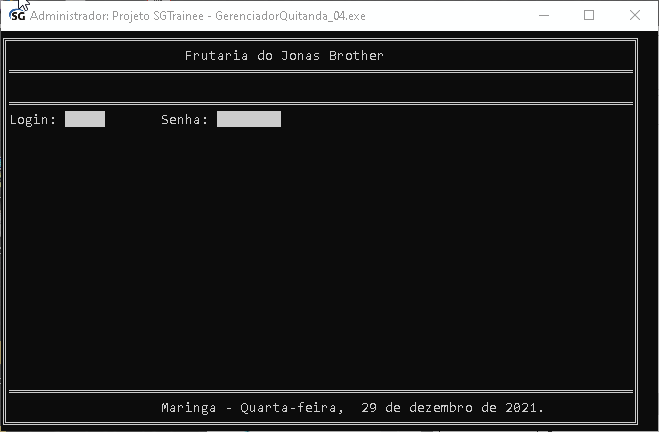 SG Administrador: Projeto SGTrainee - GerenciadorQuitanda_04.exe
Frutaria do Jonas Brother
Login: Senha:
Maringa - Quarta-feira, 29 de dezembro de 2021.